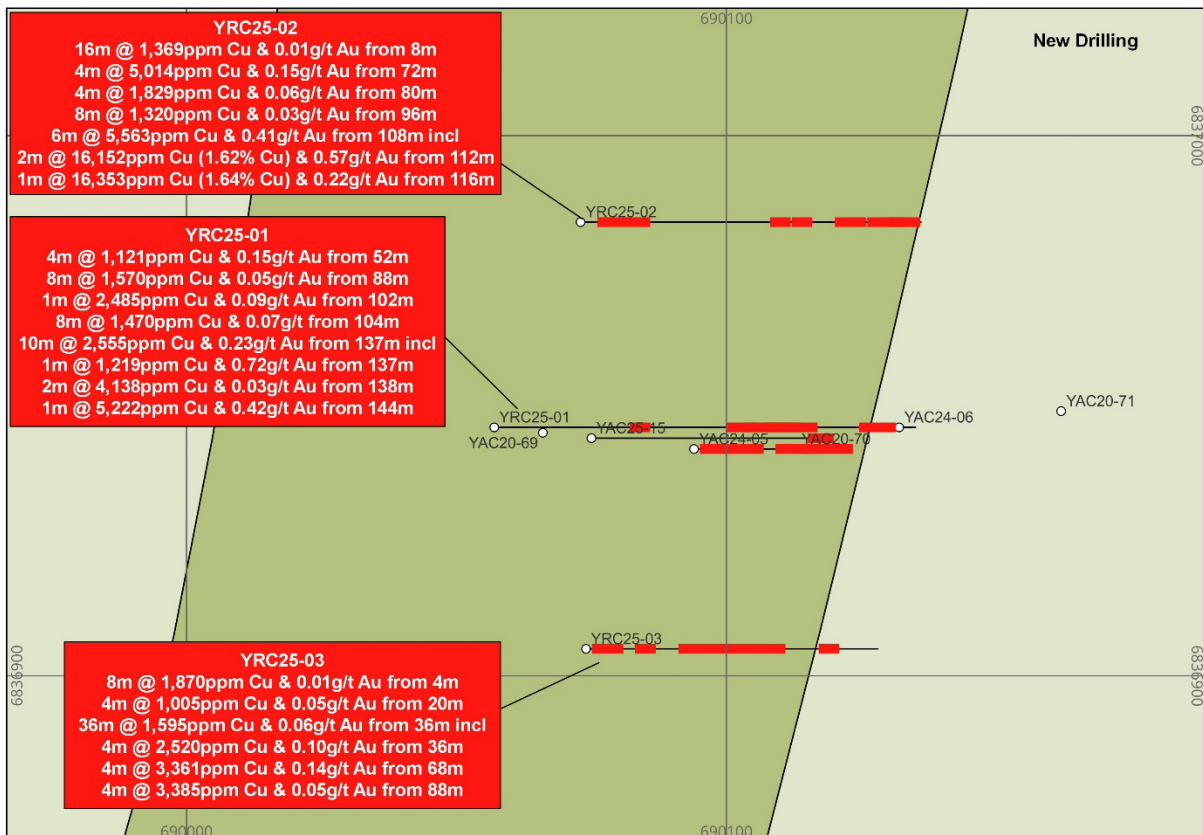 YRC25-02
16m @ 1,369ppm Cu & 0.01g/t Au from 8m
4m @ 5,014ppm Cu & 0.15g/t Au from 72m
4m @ 1,829ppm Cu & 0.06g/t Au from 80m
8m @ 1,320ppm Cu & 0.03g/t Au from 96m
6m @ 5,563ppm Cu & 0.41g/t Au from 108m incl
2m @ 16,152ppm Cu (1.62% Cu) & 0.57g/t Au from 112m
1m @ 16,353ppm Cu (1.64% Cu) & 0.22g/t Au from 116m
690100
New Drilling
6837000
YRC25-02
YRC25-01
4m @ 1,121ppm Cu & 0.15g/t Au from 52m
8m @ 1,570ppm Cu & 0.05g/t Au from 88m
1m @ 2,485ppm Cu & 0.09g/t Au from 102m
8m @ 1,470ppm Cu & 0.07g/t from 104m
10m @ 2,555ppm Cu & 0.23g/t Au from 137m incl
1m @ 1,219ppm Cu & 0.72g/t Au from 137m
2m @ 4,138ppm Cu & 0.03g/t Au from 138m
1m @ 5,222ppm Cu & 0.42g/t Au from 144m
YRC25-01
YAC24-06
YAC20-71
YAC20-69
YAC25-15
YAC24-05
YAC20-70
YRC25-03
6836900
6836900
YRC25-03
8m @ 1,870ppm Cu & 0.01g/t Au from 4m
4m @ 1,005ppm Cu & 0.05g/t Au from 20m
36m @ 1,595ppm Cu & 0.06g/t Au from 36m incl
4m @ 2,520ppm Cu & 0.10g/t Au from 36m
4m @ 3,361ppm Cu & 0.14g/t Au from 68m
4m @ 3,385ppm Cu & 0.05g/t Au from 88m
690000
690100